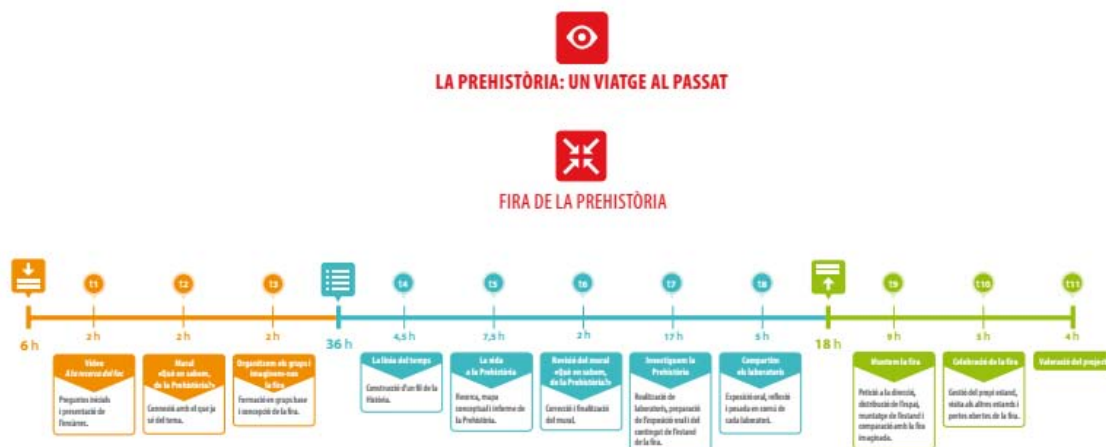 LA PREHISTÒRIA: UN VIATGE AL PASSAT
FIRA DE LA PREHISTÒRIA
t1
t2
t3
t4
t5
t6
t7
t8
t9
t10
t11
6 h
2 h
2 h
2 h
36 h
4,5 h
7,5 h
2 h
17 h
5 h
18 h
9 h
5 h
4 h
Vídeo
A la recerca del foc
Preguntes inicials
i presentació de
l'encàrrec.
Mural
«Què en sabem,
de la Prehistòria?»
Connexió amb el que ja
sé del tema.
Organitzem els grups i
imaginem-nos
la fira
Formació en grups base
i concepció de la fira.
La línia del temps
Construcció d'un fil de la
Història.
La vida
a la Prehistòria
Recerca, mapa
conceptual i informe de
la Prehistòria.
Revisió del mural
«Què en sabem,
de la Prehistòria?»
Correcció i finalització
del mural.
Investiguem la
Prehistòria
Realització de
laboratoris, preparació
de l'exposició oral i del
contingut de l'estand
de la fira.
Compartim
els laboratoris
Exposició oral, reflexió
i posada en comú de
cada laboratori.
Muntem la fira
Petició a la direcció,
distribució de l'espai,
muntatge de l'estand i
comparació amb la fira
imaginada.
Celebració de la fira
Gestió del propi estand,
visita als altres estands i
portes obertes de la fira.
Valoració del projecte